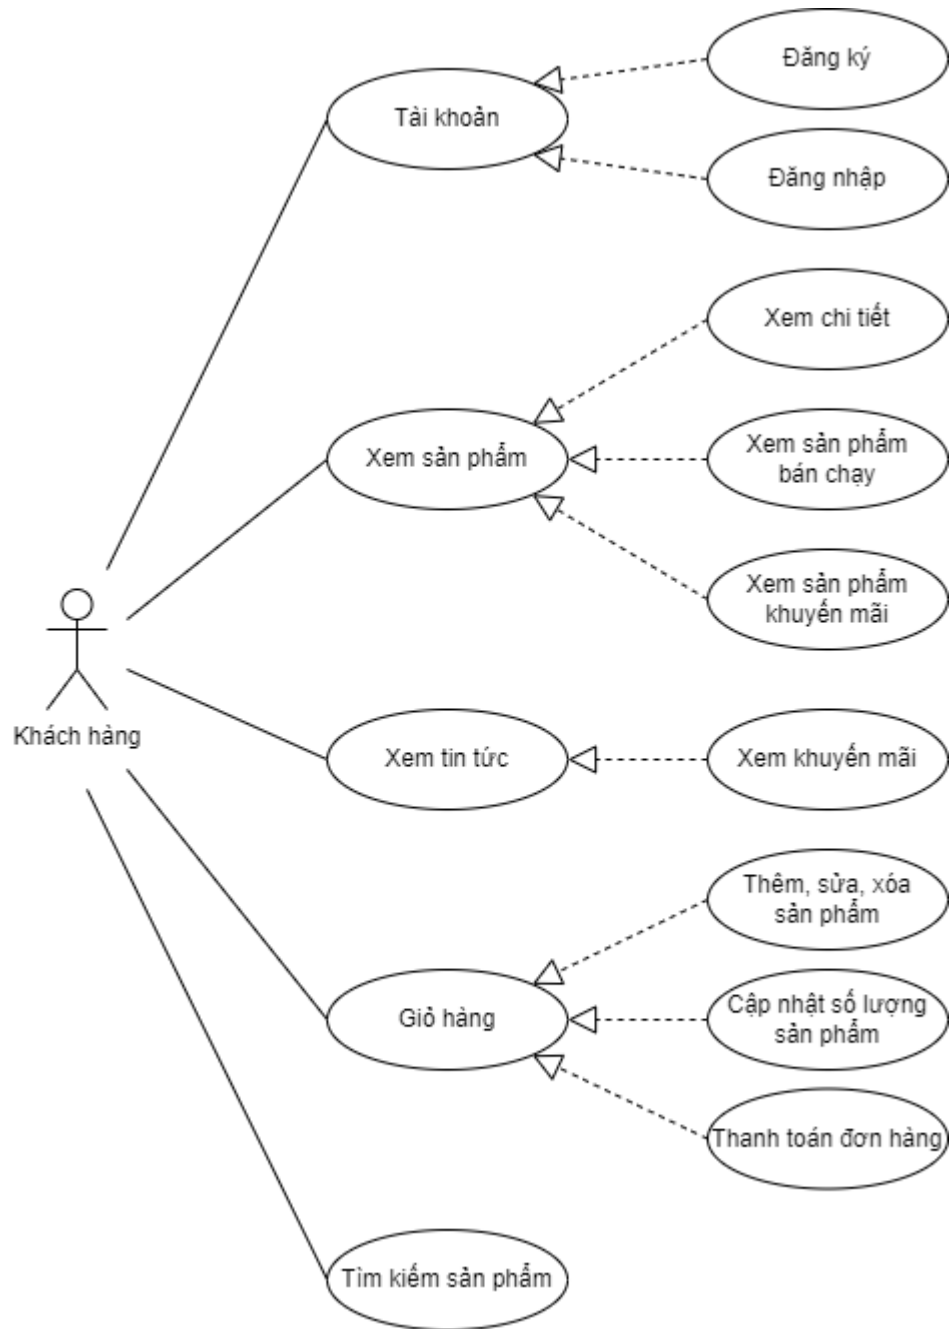 Đăng ký
Tài khoản
Đăng nhập
Xem chi tiết
Xem sản phẩm
Xem sản phẩm
bán chạy
Xem sản phẩm
khuyến mãi
Khách hàng
Xem tin tức
Xem khuyến mãi
Thêm, sửa, xóa
sản phẩm
Giỏ hàng
Cập nhật số lượng
sản phẩm
Thanh toán đơn hàng
Tìm kiếm sản phẩm